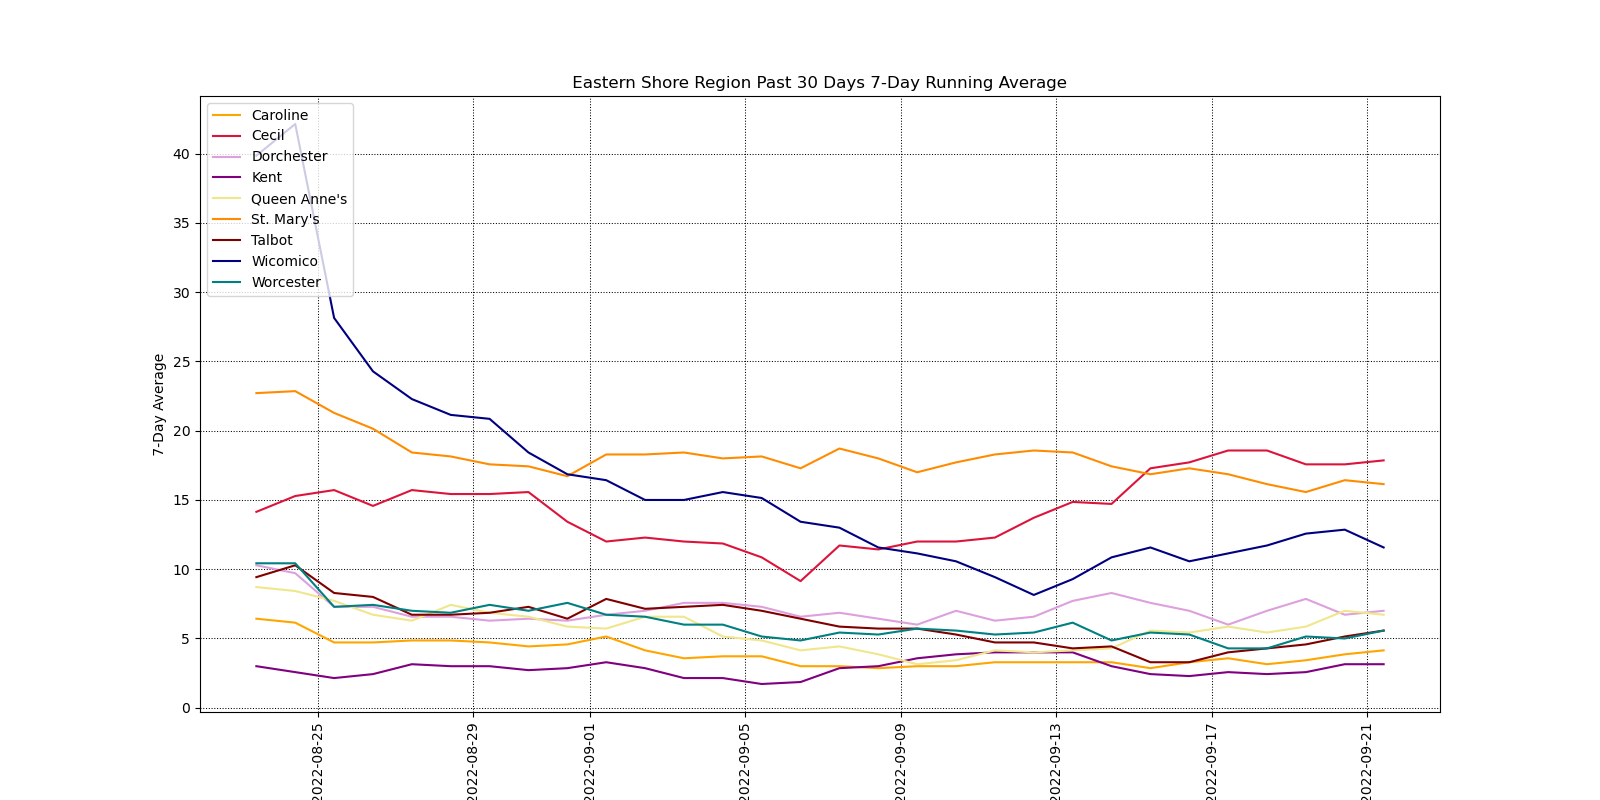 Eastern Shore Region Past 30 Days 7-Day Running Average
Caroline
Cecil
Dorchester
Kent
Queen Anne's
St. Mary's
Talbot
Wicomico
Worcester
7-Day Average
40
35
30
25
20
15
10
5
0
2022-08-25
2022-08-29
2022-09-01
2022-09-05
2022-09-09
2022-09-13
2022-09-17
2022-09-21